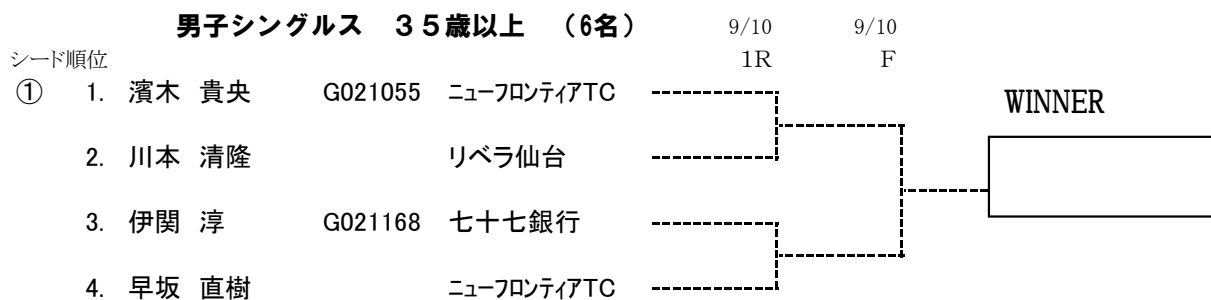 男子シングルス ３５歳以上 （6名） 9/10 9/10
シード順位 1R F
① 1. 濱木 貴央 G021055 ニューフロンティアTC
WINNER
2. 川本 清隆 リベラ仙台
3. 伊関 淳 G021168 七十七銀行
4. 早坂 直樹 ニューフロンティアTC